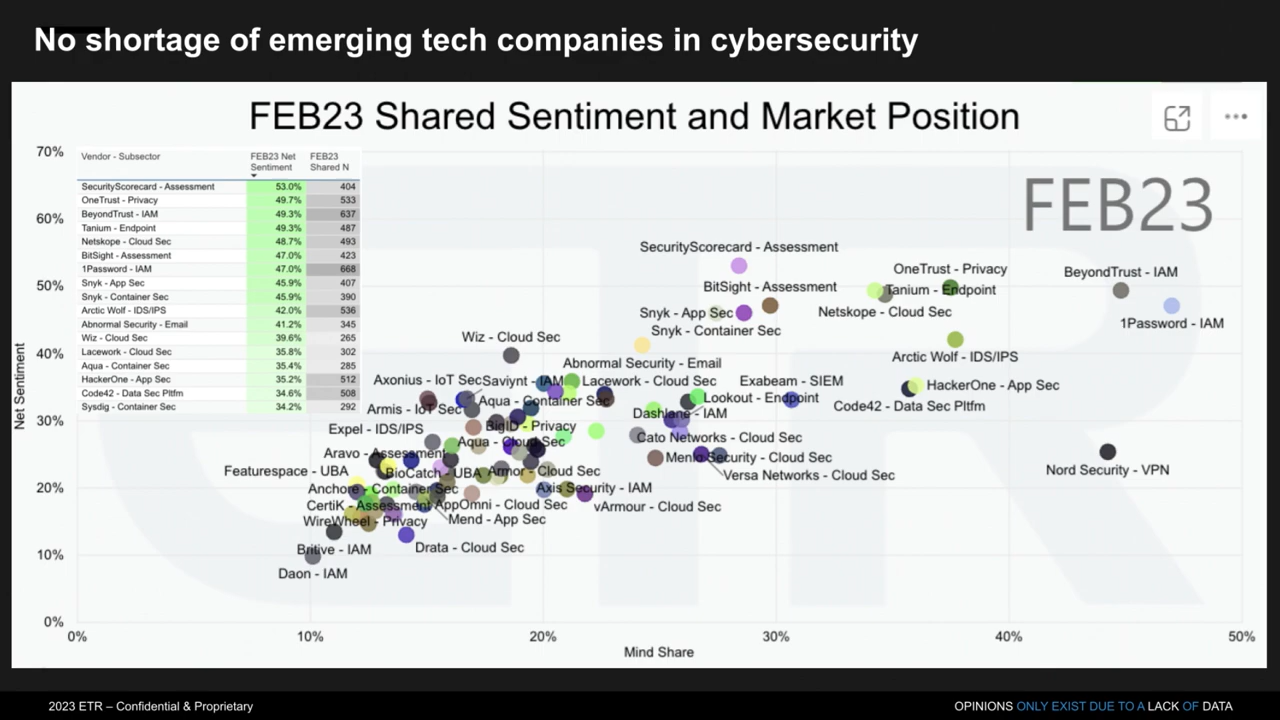 No shortage of emerging tech companies in cybersecurity
FEB23 Shared Sentiment and Market Position
FEB23
Vendor - Subsector FEB23 Net Sentiment FEB23 Shared N
SecurityScorecard - Assessment 53.0% 404
OneTrust - Privacy 49.7% 533
BeyondTrust - IAM 49.3% 637
Tanium - Endpoint 49.3% 487
Netskope - Cloud Sec 48.7% 493
BitSight - Assessment 47.0% 423
1Password - IAM 47.0% 668
Snyk - App Sec 45.9% 407
Snyk - Container Sec 45.9% 390
Arctic Wolf - IDS/IPS 42.0% 536
Abnormal Security - Email 41.2% 345
Wiz - Cloud Sec 39.6% 265
Lacework - Cloud Sec 35.8% 302
Aqua - Container Sec 35.4% 285
HackerOne - App Sec 35.2% 512
Code42 - Data Sec Pltfm 34.6% 508
Sysdig - Container Sec 34.2% 292
70%
60%
50%
40%
30%
20%
10%
0%
Net Sentiment
SecurityScorecard - Assessment
OneTrust - Privacy
BeyondTrust - IAM
BitSight - Assessment
Tanium - Endpoint
Snyk - App Sec
Netskope - Cloud Sec
1Password - IAM
Snyk - Container Sec
Wiz - Cloud Sec
Arctic Wolf - IDS/IPS
Abnormal Security - Email
Axonius - IoT Sec
Saviynt - IAM
Lacework - Cloud Sec
Exabeam - SIEM
HackerOne - App Sec
Lookout - Endpoint
Aqua - Container Sec
Armis - IoT Sec
Code42 - Data Sec Pltfm
Dashlane - IAM
Expel - IDS/IPS
BigID - Privacy
Aqua - Cloud Sec
Cato Networks - Cloud Sec
Aravo - Assessment
Menlo Security - Cloud Sec
Featurespace - UBA
BioCatch - UBA
Armor - Cloud Sec
Versa Networks - Cloud Sec
Nord Security - VPN
Anchore - Container Sec
Axis Security - IAM
CertiK - Assessment
AppOmni - Cloud Sec
vArmour - Cloud Sec
WireWheel - Privacy
Mend - App Sec
Britive - IAM
Drata - Cloud Sec
Daon - IAM
0% 10% 20% 30% 40% 50%
Mind Share
2023 ETR – Confidential & Proprietary
OPINIONS ONLY EXIST DUE TO A LACK OF DATA
ETR